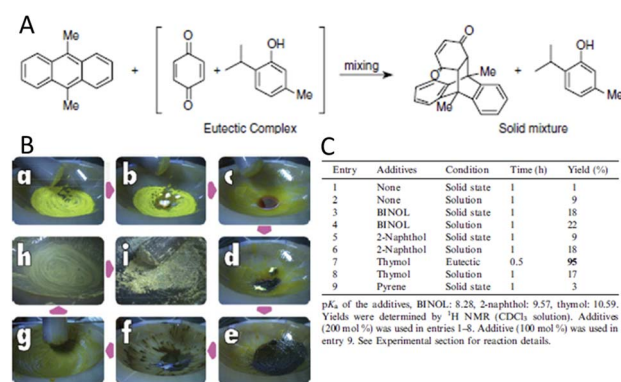 A
Me
Me
+
O
O
+
OH
Me
Eutectic Complex
mixing
O
O
Me
Me
+
OH
Me
Solid mixture
B
a
b
c
d
e
f
g
h
i
C
Entry Additives Condition Time (h) Yield (%)
1 None Solid state 1 1
2 None Solution 1 9
3 BINOL Solid state 1 18
4 BINOL Solution 1 22
5 2-Naphthol Solid state 1 9
6 2-Naphthol Solution 1 18
7 Thymol Eutectic 0.5 95
8 Thymol Solution 1 17
9 Pyrene Solid state 1 3
pKa of the additives, BINOL: 8.28, 2-naphthol: 9.57, thymol: 10.59.
Yields were determined by ¹H NMR (CDCl₃ solution). Additives
(200 mol %) was used in entries 1–8. Additive (100 mol %) was used in
entry 9. See Experimental section for reaction details.